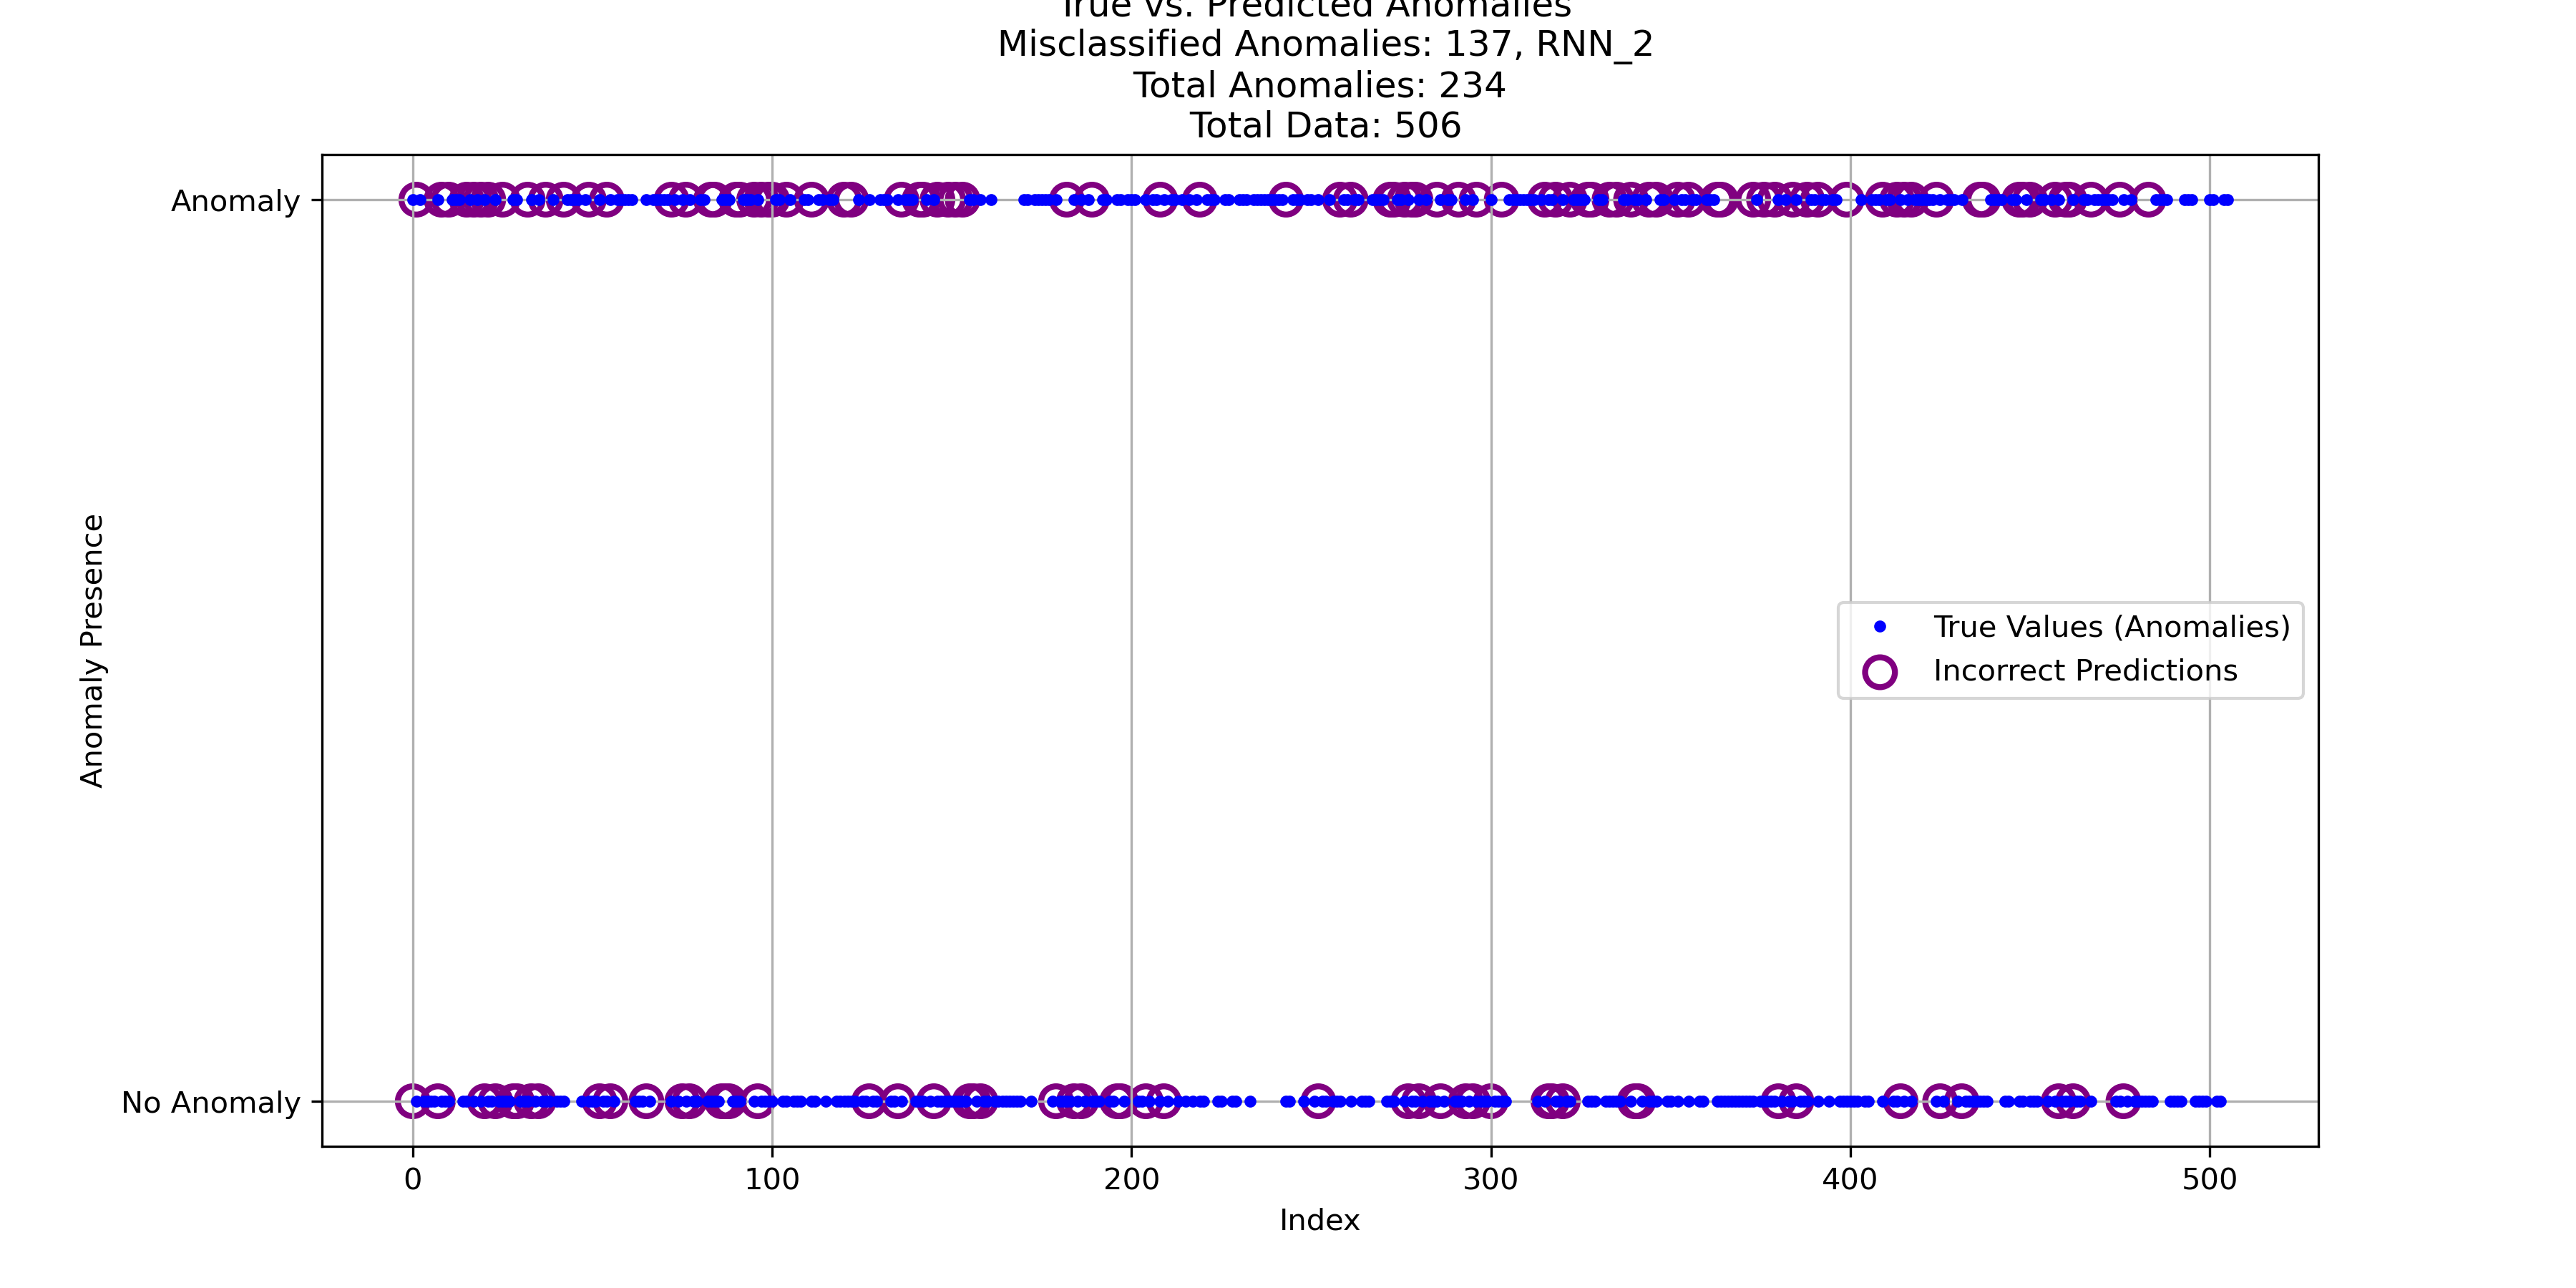 True vs. Predicted Anomalies
Misclassified Anomalies: 137, RNN_2
Total Anomalies: 234
Total Data: 506
Anomaly
Anomaly Presence
No Anomaly
True Values (Anomalies)
Incorrect Predictions
0 100 200 300 400 500
Index